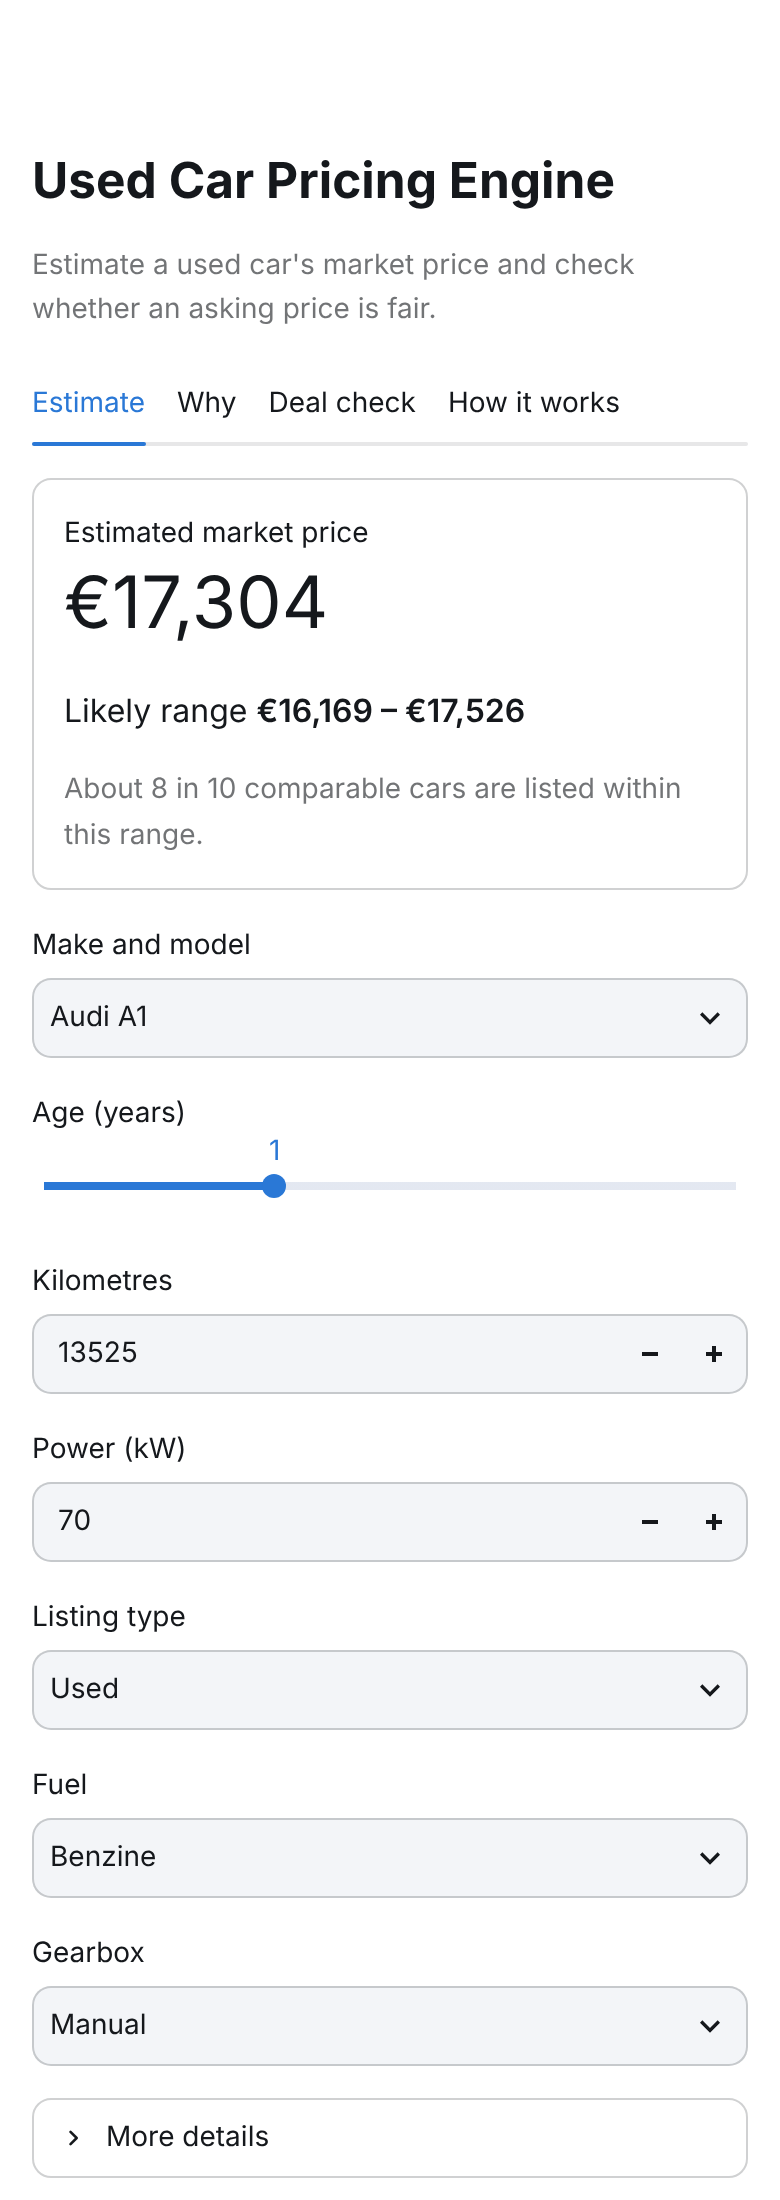 Used Car Pricing Engine
Estimate a used car's market price and check
whether an asking price is fair.
Estimate Why Deal check How it works
Estimated market price
€17,304
Likely range €16,169 – €17,526
About 8 in 10 comparable cars are listed within
this range.
Make and model
Audi A1
Age (years)
1
Kilometres
13525
Power (kW)
70
Listing type
Used
Fuel
Benzine
Gearbox
Manual
More details